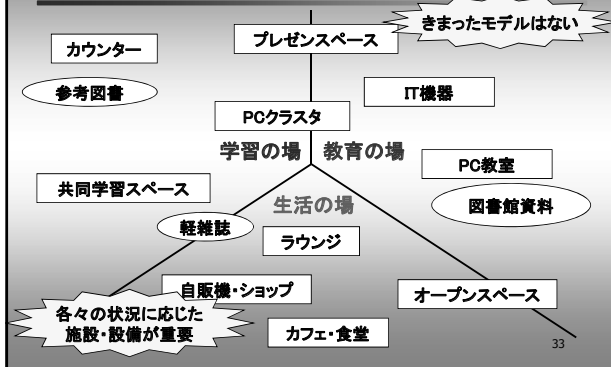 きまったモデルはない
プレゼンスペース
カウンター
参考図書
IT機器
PCクラスタ
学習の場
教育の場
PC教室
共同学習スペース
生活の場
図書館資料
軽雑誌
ラウンジ
自販機・ショップ
オープンスペース
各々の状況に応じた
施設・設備が重要
カフェ・食堂
33